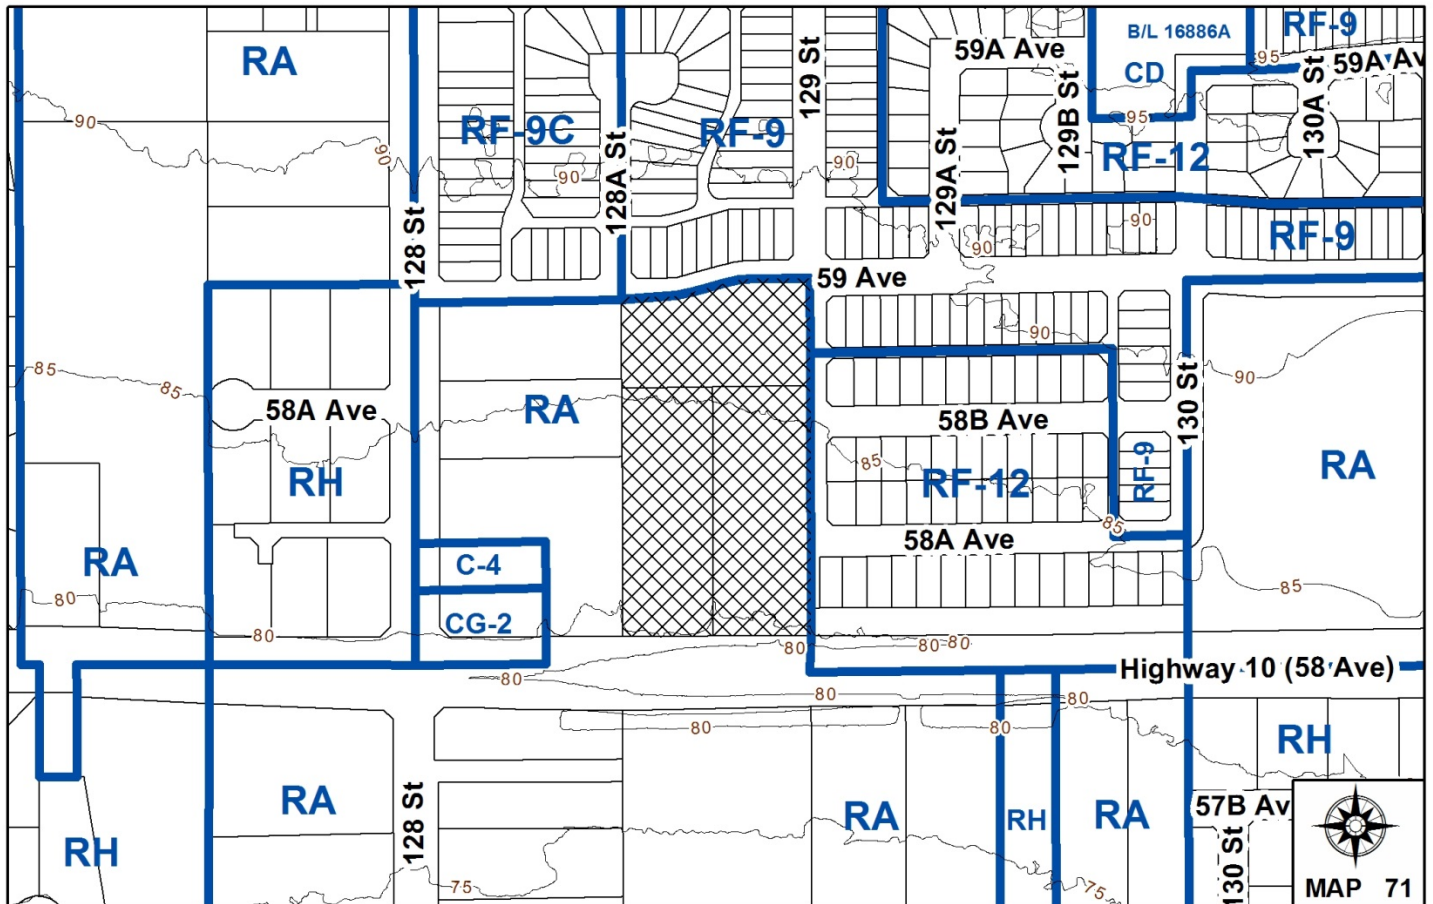 B/L 16886A
RF-9
59A Ave
95
59A Av
RA
CD
129 St
129B St
130A St
90
95
RF-9C
RF-9
RF-12
90
128A St
90
90
129A St
128 St
90
90
RF-9
59 Ave
90
85
85
90
130 St
58A Ave
RA
58B Ave
85
RA
RH
RF-12
RF-9
85
58A Ave
RA
C-4
85
80
CG-2
80
80
80
80
Highway 10 (58 Ave)
80
80
80
80
80
RH
RA
128 St
RA
RH
RA
57B Av
RH
130 St
75
75
MAP 71